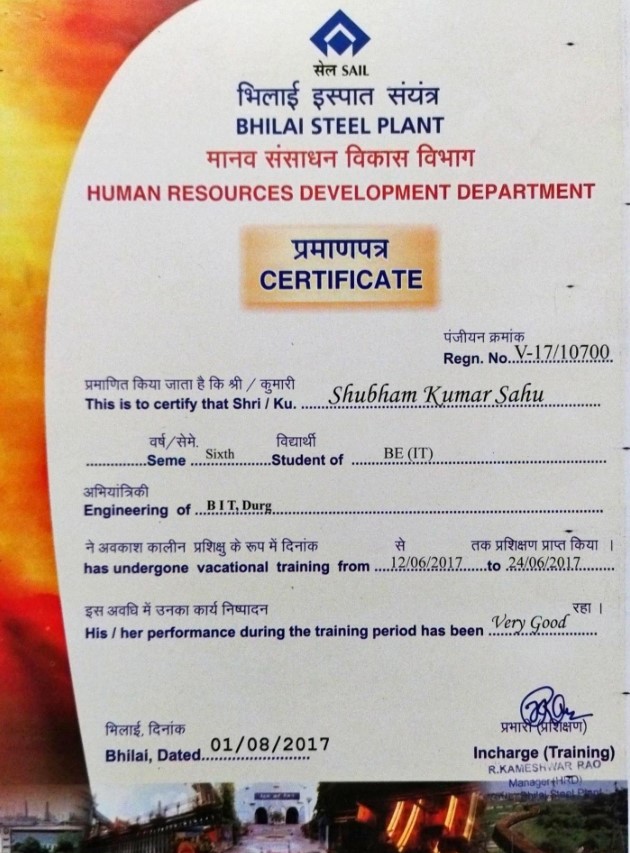 सेल SAIL
भिलाई इस्पात संयंत्र
BHILAI STEEL PLANT
मानव संसाधन विकास विभाग
HUMAN RESOURCES DEVELOPMENT DEPARTMENT
प्रमाणपत्र
CERTIFICATE
पंजीयन क्रमांक
Regn. No. V-17/10700
प्रमाणित किया जाता है कि श्री / कुमारी
This is to certify that Shri / Ku. Shubham Kumar Sahu
वर्ष/सेमे. विद्यार्थी
Seme Sixth Student of BE (IT)
अभियांत्रिकी
Engineering of B I T, Durg
ने अवकाश कालीन प्रशिक्षु के रूप में दिनांक से तक प्रशिक्षण प्राप्त किया ।
has undergone vacational training from 12/06/2017 to 24/06/2017
इस अवधि में उनका कार्य निष्पादन रहा ।
His / her performance during the training period has been Very Good
भिलाई, दिनांक
Bhilai, Dated 01/08/2017
प्रभारी (प्रशिक्षण)
Incharge (Training)
R.KAMESHWAR RAO
Manager (HRD)
Bhilai Steel Plant